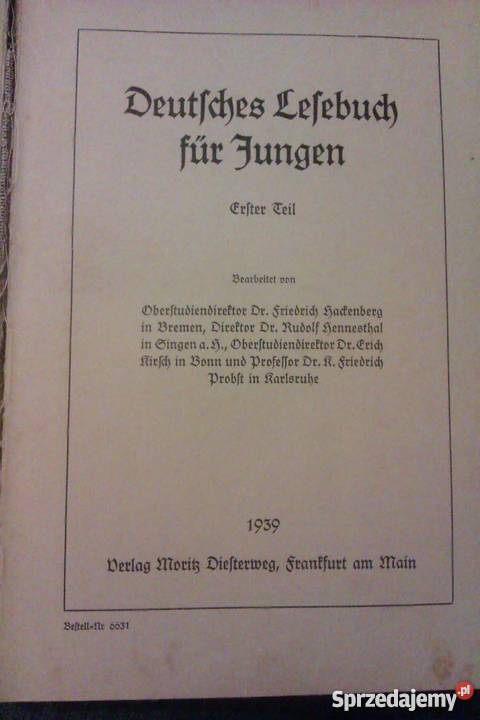 Deutſches Leſebuch
für Jungen
Erſter Teil
Bearbeitet von
Oberſtudiendirektor Dr. Friedrich Hackenberg
in Bremen, Direktor Dr. Rudolf Hennesthal
in Singen a. H., Oberſtudiendirektor Dr. Erich
Kirſch in Bonn und Profeſſor Dr. K. Friedrich
Probſt in Karlsruhe
1939
Verlag Moritz Dieſterweg, Frankfurt am Main
Beſtell=Nr 6631
Sprzedajemy.pl